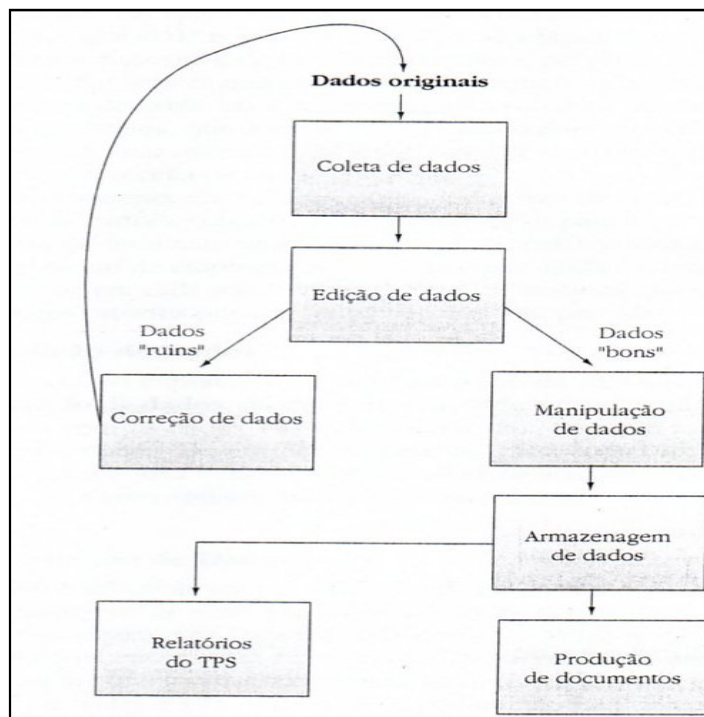 Dados originais
Coleta de dados
Edição de dados
Dados
"ruins"
Dados
"bons"
Correção de dados
Manipulação
de dados
Armazenagem
de dados
Relatórios
do TPS
Produção
de documentos